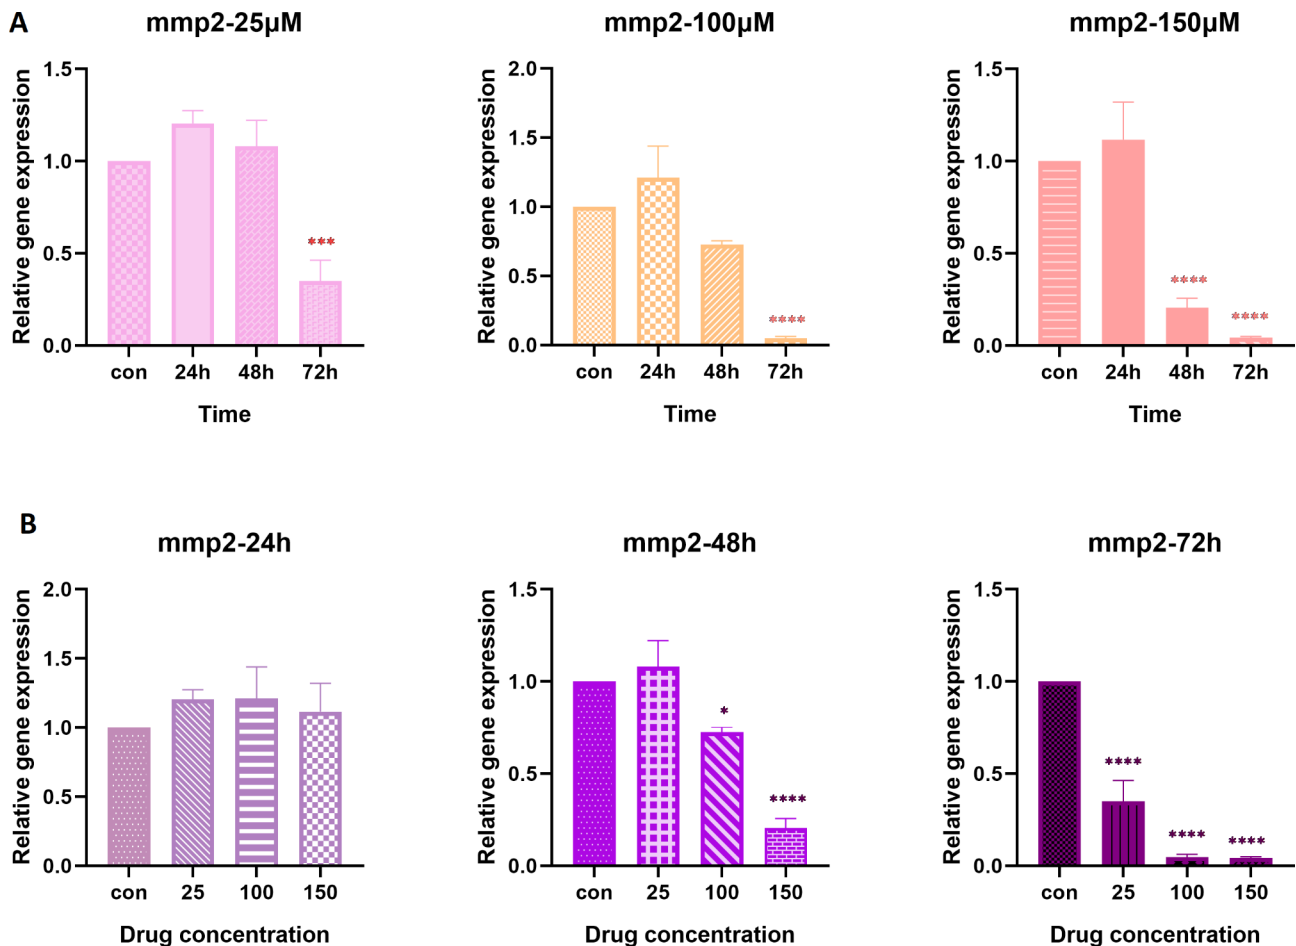 A
mmp2-25µM
mmp2-100µM
mmp2-150µM
Relative gene expression
1.5
1.0
0.5
0.0
***
con 24h 48h 72h
Time
Relative gene expression
2.0
1.5
1.0
0.5
0.0
****
con 24h 48h 72h
Time
Relative gene expression
1.5
1.0
0.5
0.0
****
****
con 24h 48h 72h
Time
B
mmp2-24h
mmp2-48h
mmp2-72h
Relative gene expression
2.0
1.5
1.0
0.5
0.0
con 25 100 150
Drug concentration
Relative gene expression
1.5
1.0
0.5
0.0
*
****
con 25 100 150
Drug concentration
Relative gene expression
1.5
1.0
0.5
0.0
****
****
****
con 25 100 150
Drug concentration